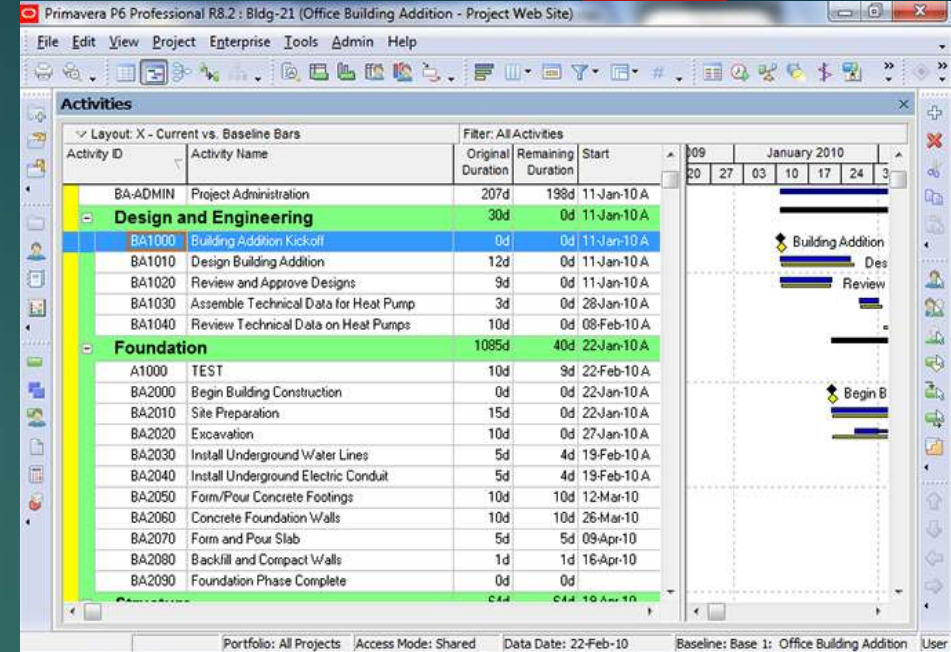 Primavera P6 Professional R8.2 : Bldg-21 (Office Building Addition - Project Web Site)
File Edit View Project Enterprise Tools Admin Help
Activities
Layout: X - Current vs. Baseline Bars Filter: All Activities
Activity ID Activity Name Original Duration Remaining Duration Start 009 January 2010
20 27 03 10 17 24 3
BA-ADMIN Project Administration 207d 198d 11-Jan-10 A
Design and Engineering 30d 0d 11-Jan-10 A
BA1000 Building Addition Kickoff 0d 0d 11-Jan-10 A Building Addition
BA1010 Design Building Addition 12d 0d 11-Jan-10 A Des
BA1020 Review and Approve Designs 9d 0d 11-Jan-10 A Review
BA1030 Assemble Technical Data for Heat Pump 3d 0d 28-Jan-10 A
BA1040 Review Technical Data on Heat Pumps 10d 0d 08-Feb-10 A
Foundation 1085d 40d 22-Jan-10 A
A1000 TEST 10d 9d 22-Feb-10 A
BA2000 Begin Building Construction 0d 0d 22-Jan-10 A Begin B
BA2010 Site Preparation 15d 0d 22-Jan-10 A
BA2020 Excavation 10d 0d 27-Jan-10 A
BA2030 Install Underground Water Lines 5d 4d 19-Feb-10 A
BA2040 Install Underground Electric Conduit 5d 4d 19-Feb-10 A
BA2050 Form/Pour Concrete Footings 10d 10d 12-Mar-10
BA2060 Concrete Foundation Walls 10d 10d 26-Mar-10
BA2070 Form and Pour Slab 5d 5d 09-Apr-10
BA2080 Backfill and Compact Walls 1d 1d 16-Apr-10
BA2090 Foundation Phase Complete 0d 0d
Portfolio: All Projects Access Mode: Shared Data Date: 22-Feb-10 Baseline: Base 1: Office Building Addition User